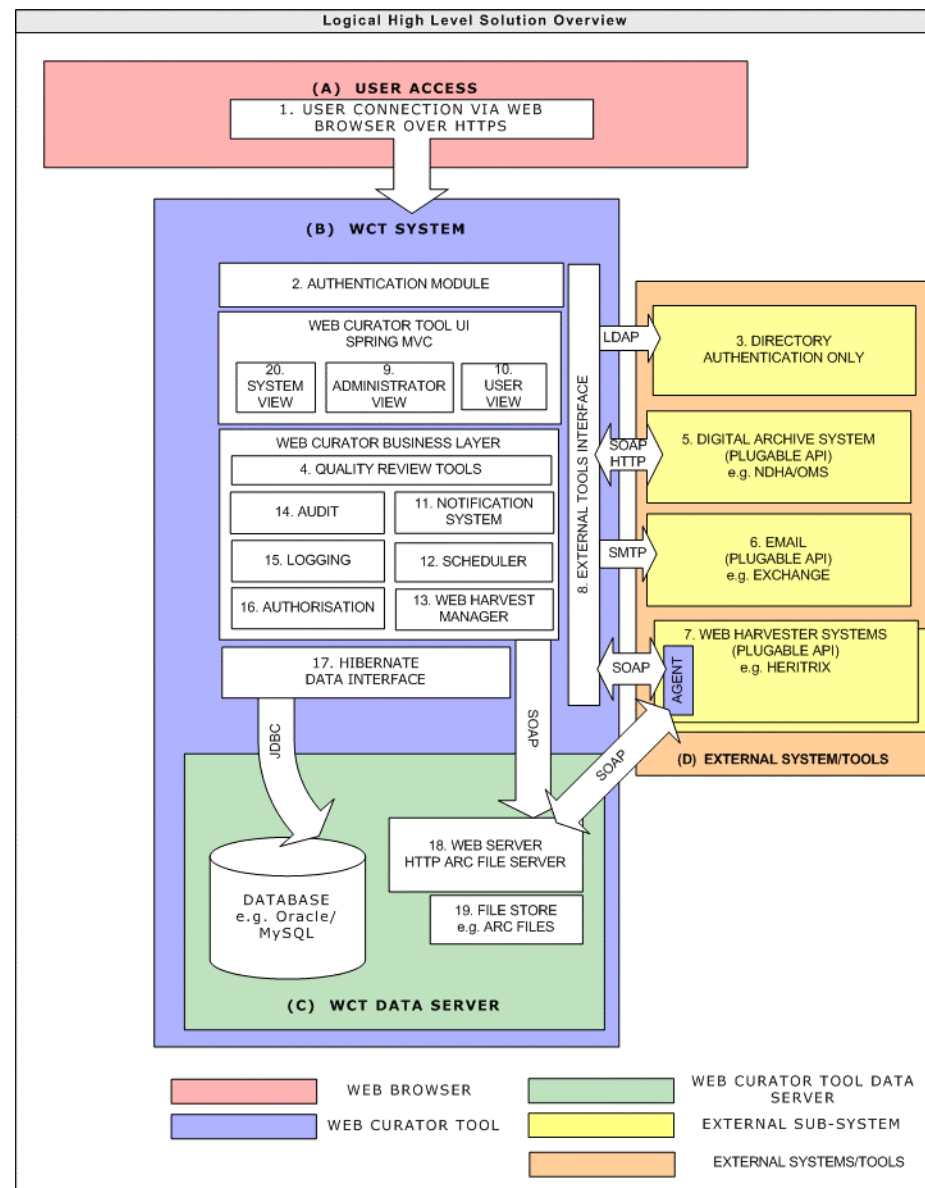 Logical High Level Solution Overview
(A) USER ACCESS
1. USER CONNECTION VIA WEB
BROWSER OVER HTTPS
(B) WCT SYSTEM
2. AUTHENTICATION MODULE
WEB CURATOR TOOL UI
SPRING MVC
20.
SYSTEM
VIEW
9.
ADMINISTRATOR
VIEW
10.
USER
VIEW
WEB CURATOR BUSINESS LAYER
4. QUALITY REVIEW TOOLS
14. AUDIT
11. NOTIFICATION
SYSTEM
15. LOGGING
12. SCHEDULER
16. AUTHORISATION
13. WEB HARVEST
MANAGER
17. HIBERNATE
DATA INTERFACE
8. EXTERNAL TOOLS INTERFACE
LDAP
3. DIRECTORY
AUTHENTICATION ONLY
SOAP
HTTP
5. DIGITAL ARCHIVE SYSTEM
(PLUGABLE API)
e.g. NDHA/OMS
SMTP
6. EMAIL
(PLUGABLE API)
e.g. EXCHANGE
SOAP
7. WEB HARVESTER SYSTEMS
(PLUGABLE API)
e.g. HERITRIX
AGENT
(D) EXTERNAL SYSTEM/TOOLS
JDBC
SOAP
SOAP
DATABASE
e.g. Oracle/
MySQL
18. WEB SERVER
HTTP ARC FILE SERVER
19. FILE STORE
e.g. ARC FILES
(C) WCT DATA SERVER
WEB BROWSER
WEB CURATOR TOOL
WEB CURATOR TOOL DATA
SERVER
EXTERNAL SUB-SYSTEM
EXTERNAL SYSTEMS/TOOLS